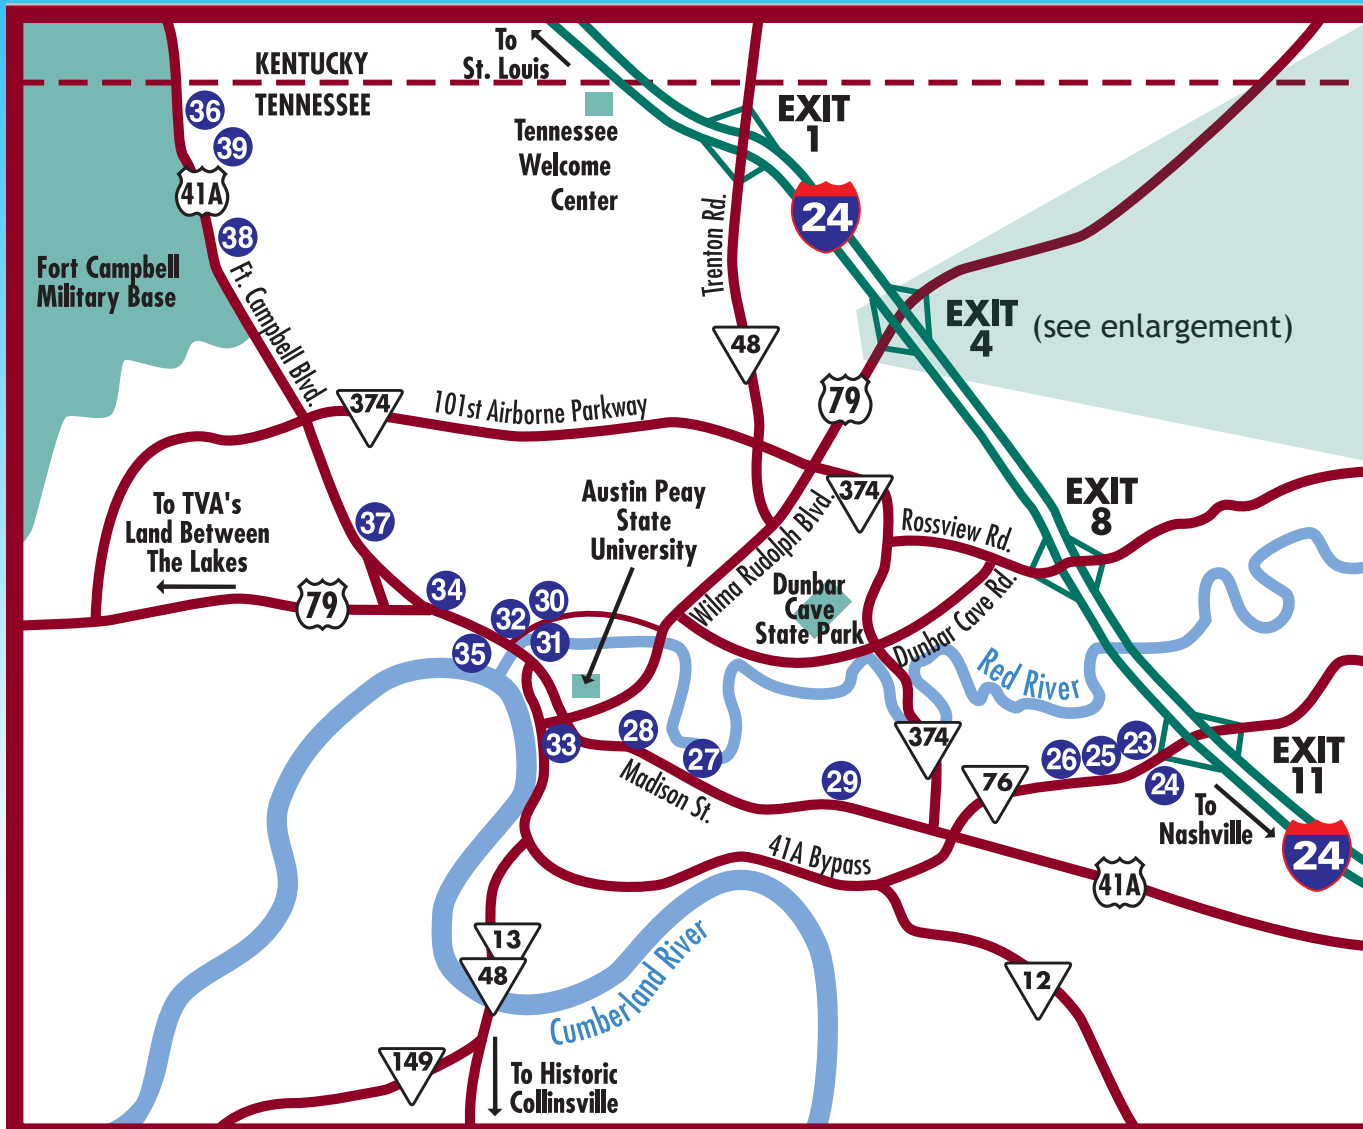 To
St. Louis
KENTUCKY
TENNESSEE
36
39
41A
38
Tennessee
Welcome
Center
EXIT
1
24
Trenton Rd.
Fort Campbell
Military Base
Ft. Campbell Blvd.
EXIT
4
(see enlargement)
48
79
374
101st Airborne Parkway
To TVA's
Land Between
The Lakes
37
Austin Peay
State
University
374
Wilma Rudolph Blvd.
Rossview Rd.
EXIT
8
79
34
32
30
31
35
Dunbar
Cave
State Park
Dunbar Cave Rd.
Red River
33
28
27
Madison St.
29
374
76
26
25
23
24
EXIT
11
To
Nashville
24
41A Bypass
41A
13
48
Cumberland River
12
149
To Historic
Collinsville